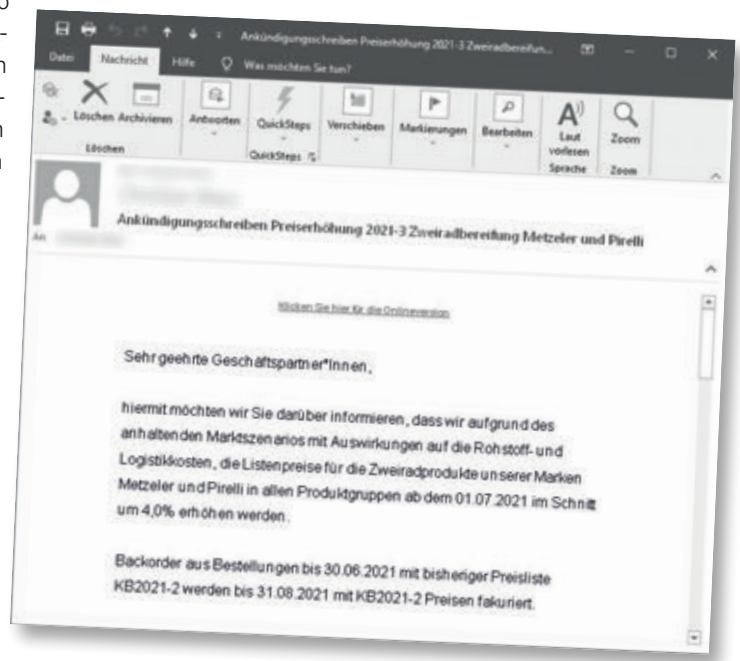 Ankündigungsschreiben Preiserhöhung 2021-3 Zweiradbereifun...
Datei Nachricht Hilfe Was möchten Sie tun?
Löschen Archivieren Antworten QuickSteps Verschieben Markierungen Bearbeiten Laut vorlesen Zoom
Löschen QuickSteps Sprache Zoom
Ankündigungsschreiben Preiserhöhung 2021-3 Zweiradbereifung Metzeler und Pirelli
An
Klicken Sie hier für die Onlineversion
Sehr geehrte Geschäftspartner*Innen,
hiermit möchten wir Sie darüber informieren, dass wir aufgrund des
anhaltenden Marktszenarios mit Auswirkungen auf die Rohstoff- und
Logistikkosten, die Listenpreise für die Zweiradprodukte unserer Marken
Metzeler und Pirelli in allen Produktgruppen ab dem 01.07.2021 im Schnitt
um 4,0% erhöhen werden.
Backorder aus Bestellungen bis 30.06.2021 mit bisheriger Preisliste
KB2021-2 werden bis 31.08.2021 mit KB2021-2 Preisen fakuriert.